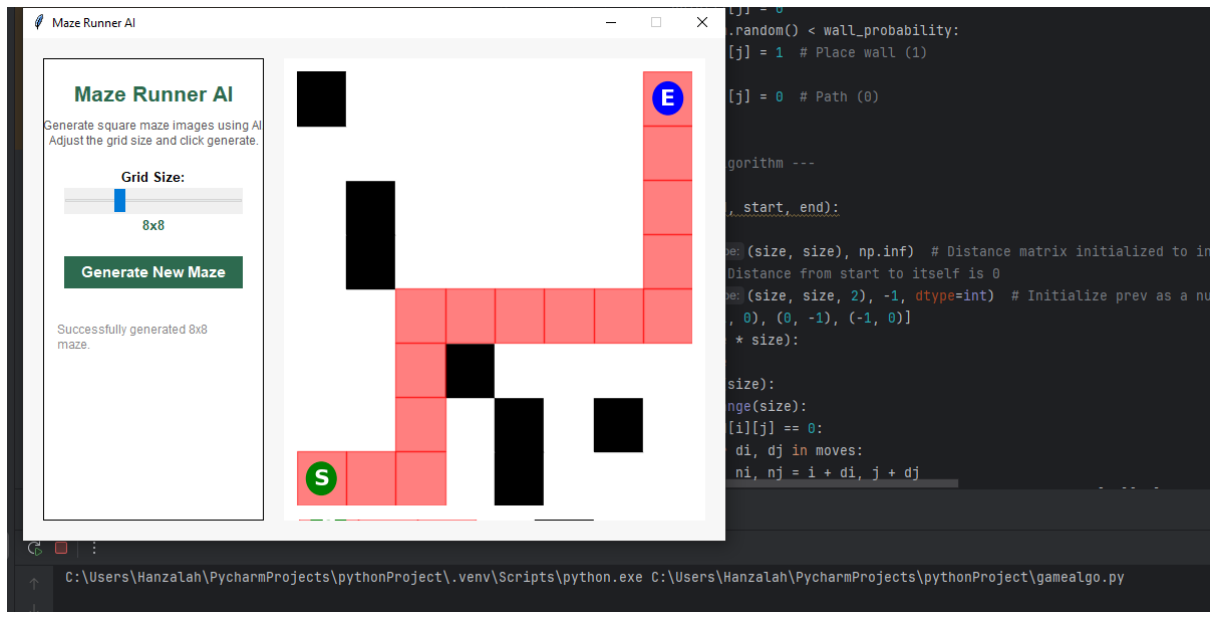 Maze Runner AI
Maze Runner AI
Generate square maze images using AI
Adjust the grid size and click generate.
Grid Size:
8x8
Generate New Maze
Successfully generated 8x8
maze.
E
S
.random() < wall_probability:
[j] = 1  # Place wall (1)
[j] = 0  # Path (0)
gorithm ---
, start, end):
(size, size), np.inf)  # Distance matrix initialized to in
Distance from start to itself is 0
(size, size, 2), -1, dtype=int)  # Initialize prev as a nu
, 0), (0, -1), (-1, 0)]
* size):
size):
nge(size):
[i][j] == 0:
di, dj in moves:
ni, nj = i + di, j + dj
C:\Users\Hanzalah\PycharmProjects\pythonProject\.venv\Scripts\python.exe C:\Users\Hanzalah\PycharmProjects\pythonProject\gamealgo.py